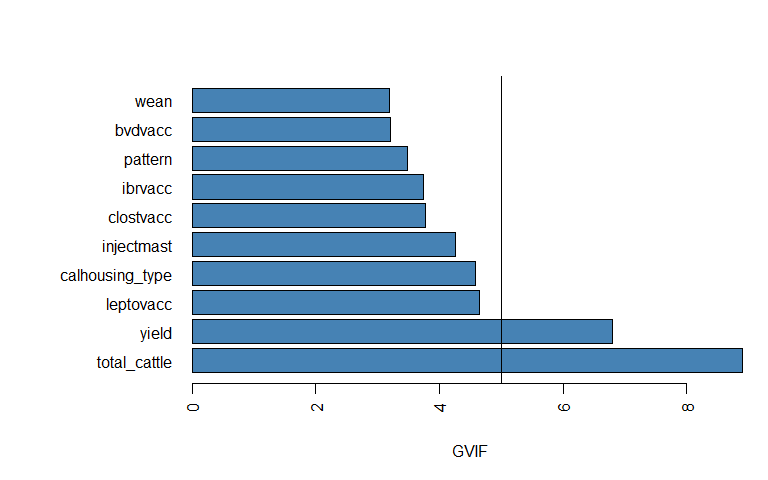 wean
bvdvacc
pattern
ibrvacc
clostvacc
injectmast
calhousing_type
leptovacc
yield
total_cattle
0
2
4
6
8
GVIF